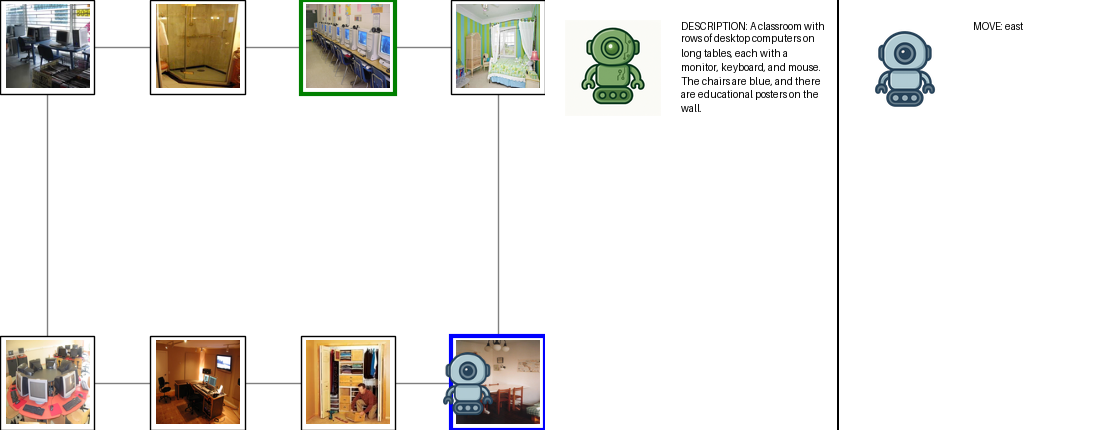 DESCRIPTION: A classroom with
rows of desktop computers on
long tables, each with a
monitor, keyboard, and mouse.
The chairs are blue, and there
are educational posters on the
wall.
MOVE: east